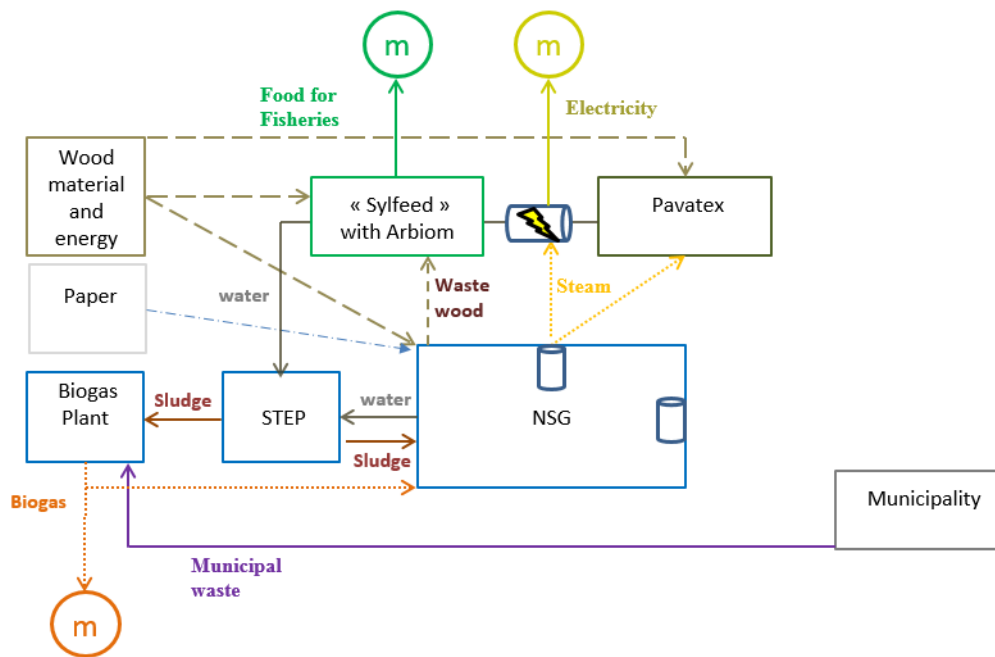 m
m
Food for
Fisheries
Electricity
Wood
material
and
energy
« Sylfeed »
with Arbiom
Pavatex
Paper
water
Waste
wood
Steam
Biogas
Plant
Sludge
STEP
water
Sludge
NSG
Biogas
Municipality
Municipal
waste
m